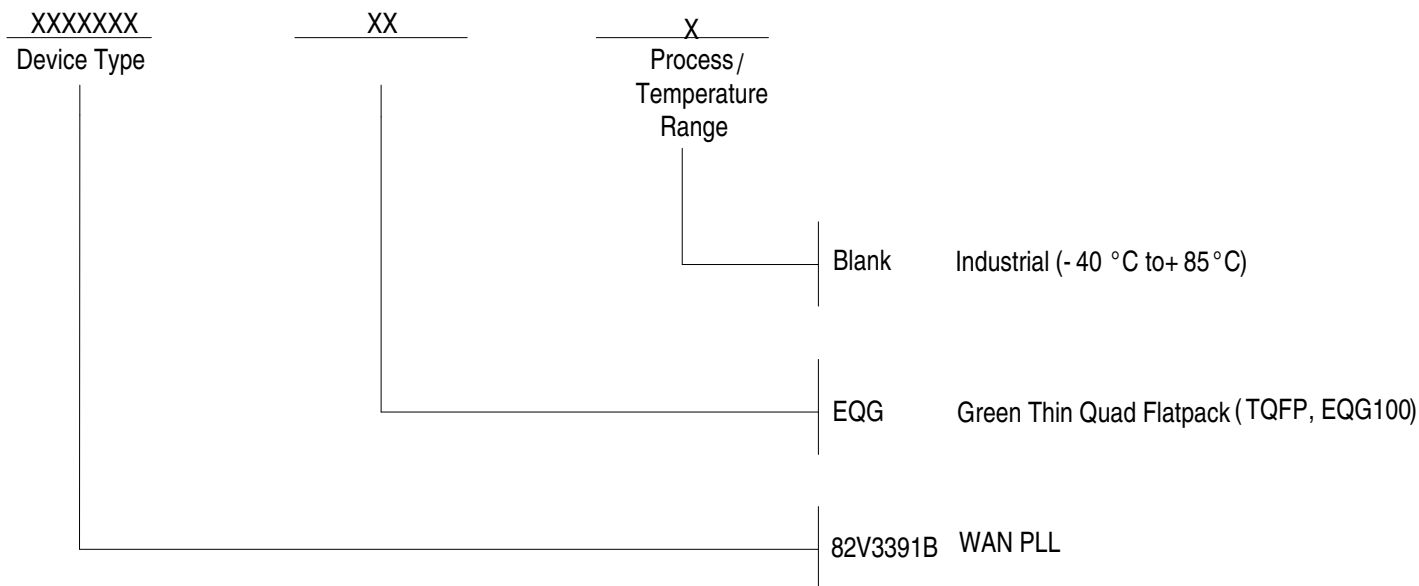 XXXXXXX XX X
Device Type
Process/
Temperature
Range
Blank Industrial (- 40 °C to+ 85°C)
EQG Green Thin Quad Flatpack (TQFP, EQG100)
82V3391B WAN PLL